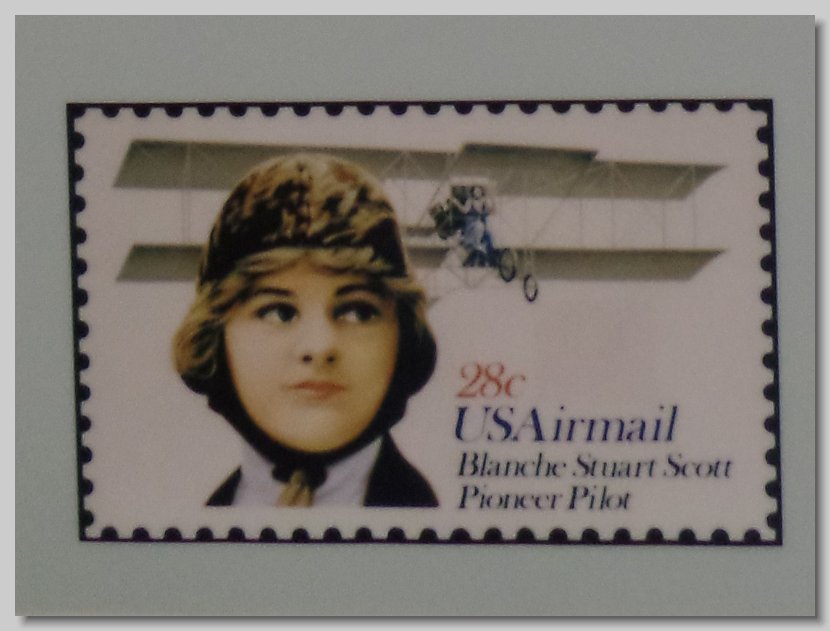 28c
USAirmail
Blanche Stuart Scott
Pioneer Pilot